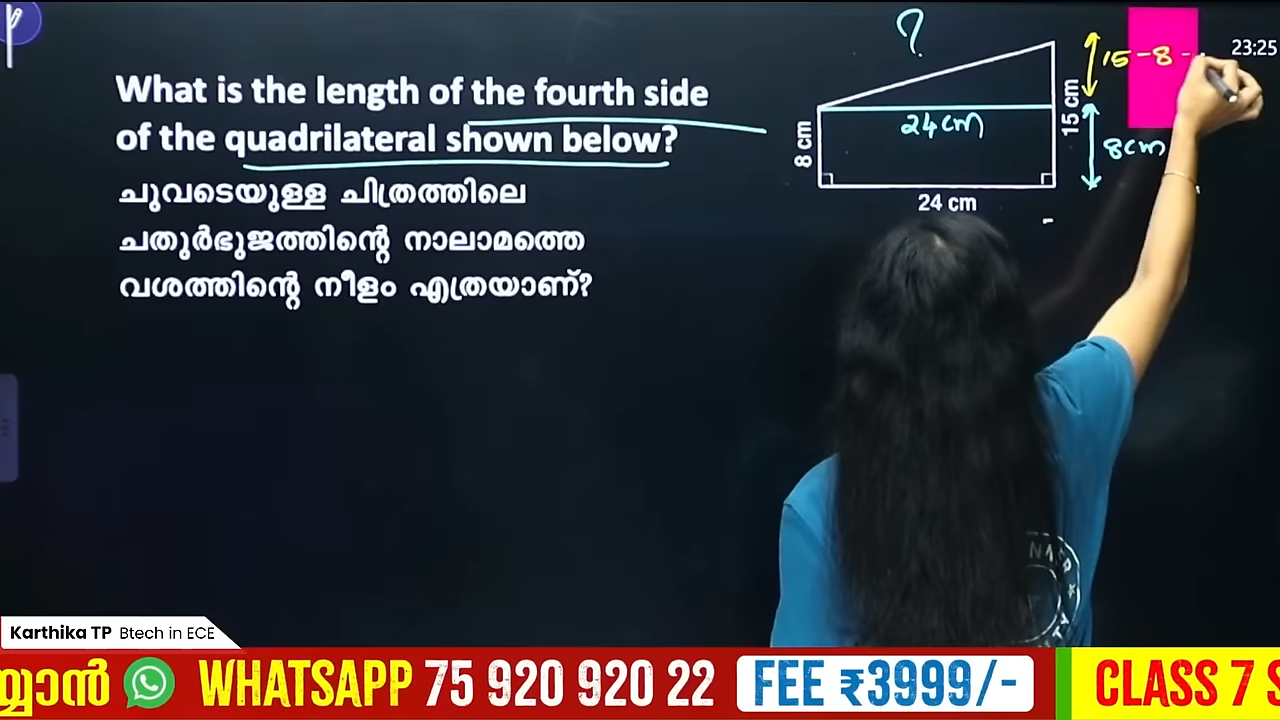 What is the length of the fourth side
of the quadrilateral shown below?
ചുവടെയുള്ള ചിത്രത്തിലെ
ചതുർഭുജത്തിന്റെ നാലാമത്തെ
വശത്തിന്റെ നീളം എത്രയാണ്?
?
15-8-
23:25
24cm
8 cm
15 cm
8cm
24 cm
Karthika TP Btech in ECE
WHATSAPP 75 920 920 22 FEE ₹3999/- CLASS 7